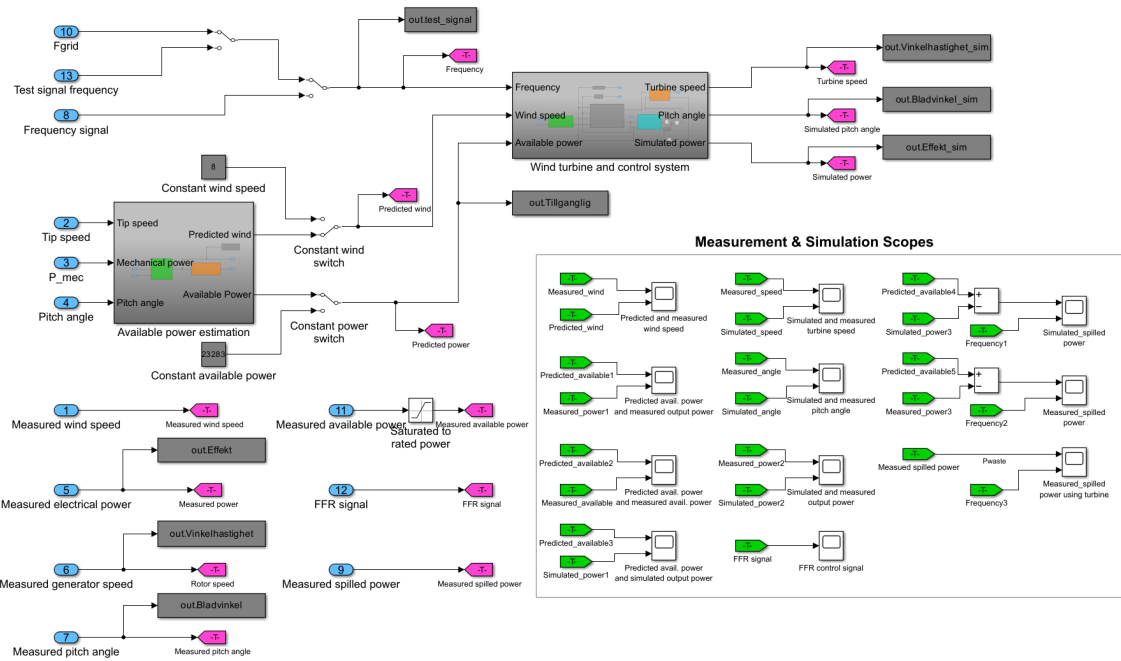 10
Fgrid
13
Test signal frequency
8
Frequency signal
out.test_signal
-T-
Frequency
Frequency
Wind speed
Available power
Turbine speed
Pitch angle
Simulated power
Wind turbine and control system
out.Vinkelhastighet_sim
-T-
Turbine speed
out.Bladvinkel_sim
-T-
Simulated pitch angle
out.Effekt_sim
-T-
Simulated power
8
Constant wind speed
-T-
Predicted wind
out.Tillganglig
2
Tip speed
3
P_mec
4
Pitch angle
Tip speed
Mechanical power
Pitch angle
Predicted wind
Available Power
Available power estimation
Constant wind
switch
Constant power
switch
-T-
Predicted power
23283
Constant available power
1
Measured wind speed
-T-
Measured wind speed
11
Measured available power
Saturated to
rated power
-T-
Measured available power
out.Effekt
5
Measured electrical power
-T-
Measured power
12
FFR signal
-T-
FFR signal
out.Vinkelhastighet
6
Measured generator speed
-T-
Rotor speed
9
Measured spilled power
-T-
Measured spilled power
out.Bladvinkel
7
Measured pitch angle
-T-
Measured pitch angle
Measurement & Simulation Scopes
-T-
Measured_wind
-T-
Predicted_wind
Predicted and measured
wind speed
-T-
Measured_speed
-T-
Simulated_speed
Simulated and measured
turbine speed
-T-
Predicted_available4
-T-
Simulated_power3
+
−
-T-
Frequency1
Simulated_spilled
power
-T-
Predicted_available1
-T-
Measured_power1
Predicted avail. power
and measured output power
-T-
Measured_angle
-T-
Simulated_angle
Simulated and measured
pitch angle
-T-
Predicted_available5
-T-
Measured_power3
+
−
-T-
Frequency2
Measured_spilled
power
-T-
Predicted_available2
-T-
Measured_available
Predicted avail. power
and measured avail. power
-T-
Measured_power2
-T-
Simulated_power2
Simulated and measured
output power
-T-
Measued spilled power
Pwaste
-T-
Frequency3
Measured_spilled
power using turbine
-T-
Predicted_available3
-T-
Simulated_power1
Predicted avail. power
and simulated output power
-T-
FFR signal
FFR control signal